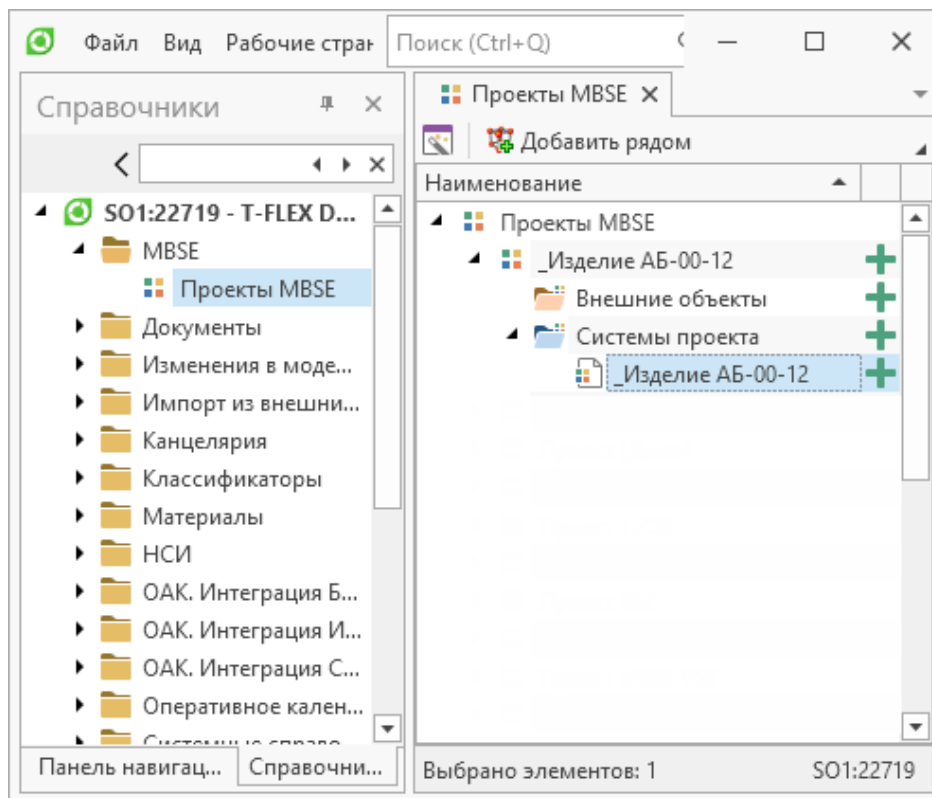 Файл Вид Рабочие стран Поиск (Ctrl+Q)
Справочники
SO1:22719 - T-FLEX D...
MBSE
Проекты MBSE
Документы
Изменения в моде...
Импорт из внешни...
Канцелярия
Классификаторы
Материалы
НСИ
ОАК. Интеграция Б...
ОАК. Интеграция И...
ОАК. Интеграция С...
Оперативное кален...
Системные справо...
Панель навигац... Справочни...
Проекты MBSE
Добавить рядом
Наименование
Проекты MBSE
_Изделие АБ-00-12
Внешние объекты
Системы проекта
_Изделие АБ-00-12
Выбрано элементов: 1 SO1:22719